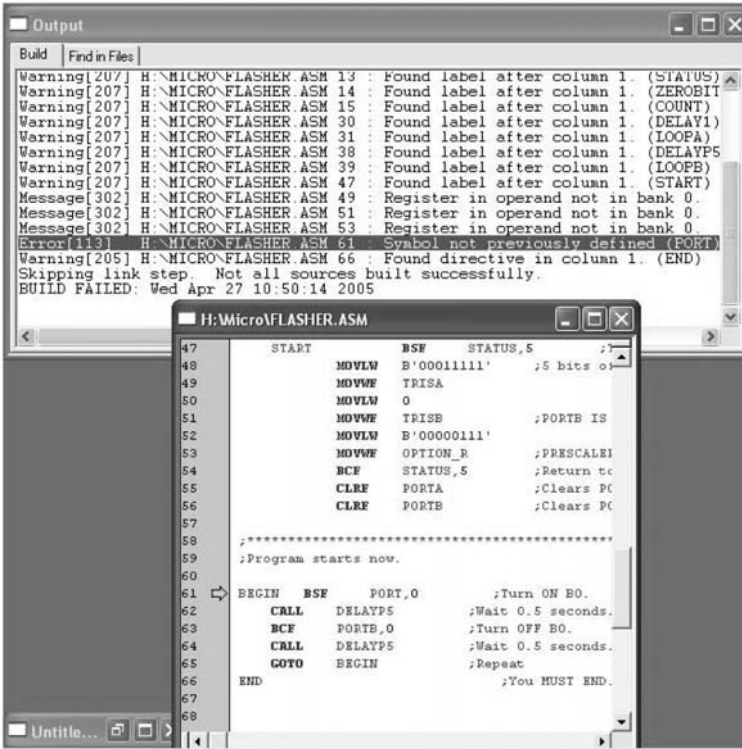 Output
Build Find in Files
Warning[207] H:\MICRO\FLASHER.ASM 13 : Found label after column 1. (STATUS)
Warning[207] H:\MICRO\FLASHER.ASM 14 : Found label after column 1. (ZEROBIT
Warning[207] H:\MICRO\FLASHER.ASM 15 : Found label after column 1. (COUNT)
Warning[207] H:\MICRO\FLASHER.ASM 30 : Found label after column 1. (DELAY1)
Warning[207] H:\MICRO\FLASHER.ASM 31 : Found label after column 1. (LOOPA)
Warning[207] H:\MICRO\FLASHER.ASM 38 : Found label after column 1. (DELAYP5
Warning[207] H:\MICRO\FLASHER.ASM 39 : Found label after column 1. (LOOPB)
Warning[207] H:\MICRO\FLASHER.ASM 47 : Found label after column 1. (START)
Message[302] H:\MICRO\FLASHER.ASM 49 : Register in operand not in bank 0.
Message[302] H:\MICRO\FLASHER.ASM 51 : Register in operand not in bank 0.
Message[302] H:\MICRO\FLASHER.ASM 53 : Register in operand not in bank 0.
Error[113] H:\MICRO\FLASHER.ASM 61 : Symbol not previously defined (PORT)
Warning[205] H:\MICRO\FLASHER.ASM 66 : Found directive in column 1. (END)
Skipping link step. Not all sources built successfully.
BUILD FAILED: Wed Apr 27 10:50:14 2005
H:\Micro\FLASHER.ASM
47 START BSF STATUS,5
48 MOVLW B'00011111' ;5 bits
49 MOVWF TRISA
50 MOVLW 0
51 MOVWF TRISB ;PORTB IS
52 MOVLW B'00000111'
53 MOVWF OPTION_R ;PRESCALER
54 BCF STATUS,5 ;Return to
55 CLRF PORTA ;Clears
56 CLRF PORTB ;Clears
57
58 ;***********************************************
59 ;Program starts now.
60
61 BEGIN BSF PORT,0 ;Turn ON B0.
62 CALL DELAYP5 ;Wait 0.5 seconds.
63 BCF PORTB,0 ;Turn OFF B0.
64 CALL DELAYP5 ;Wait 0.5 seconds.
65 GOTO BEGIN ;Repeat
66 END ;You MUST END.
67
68
Untitle...